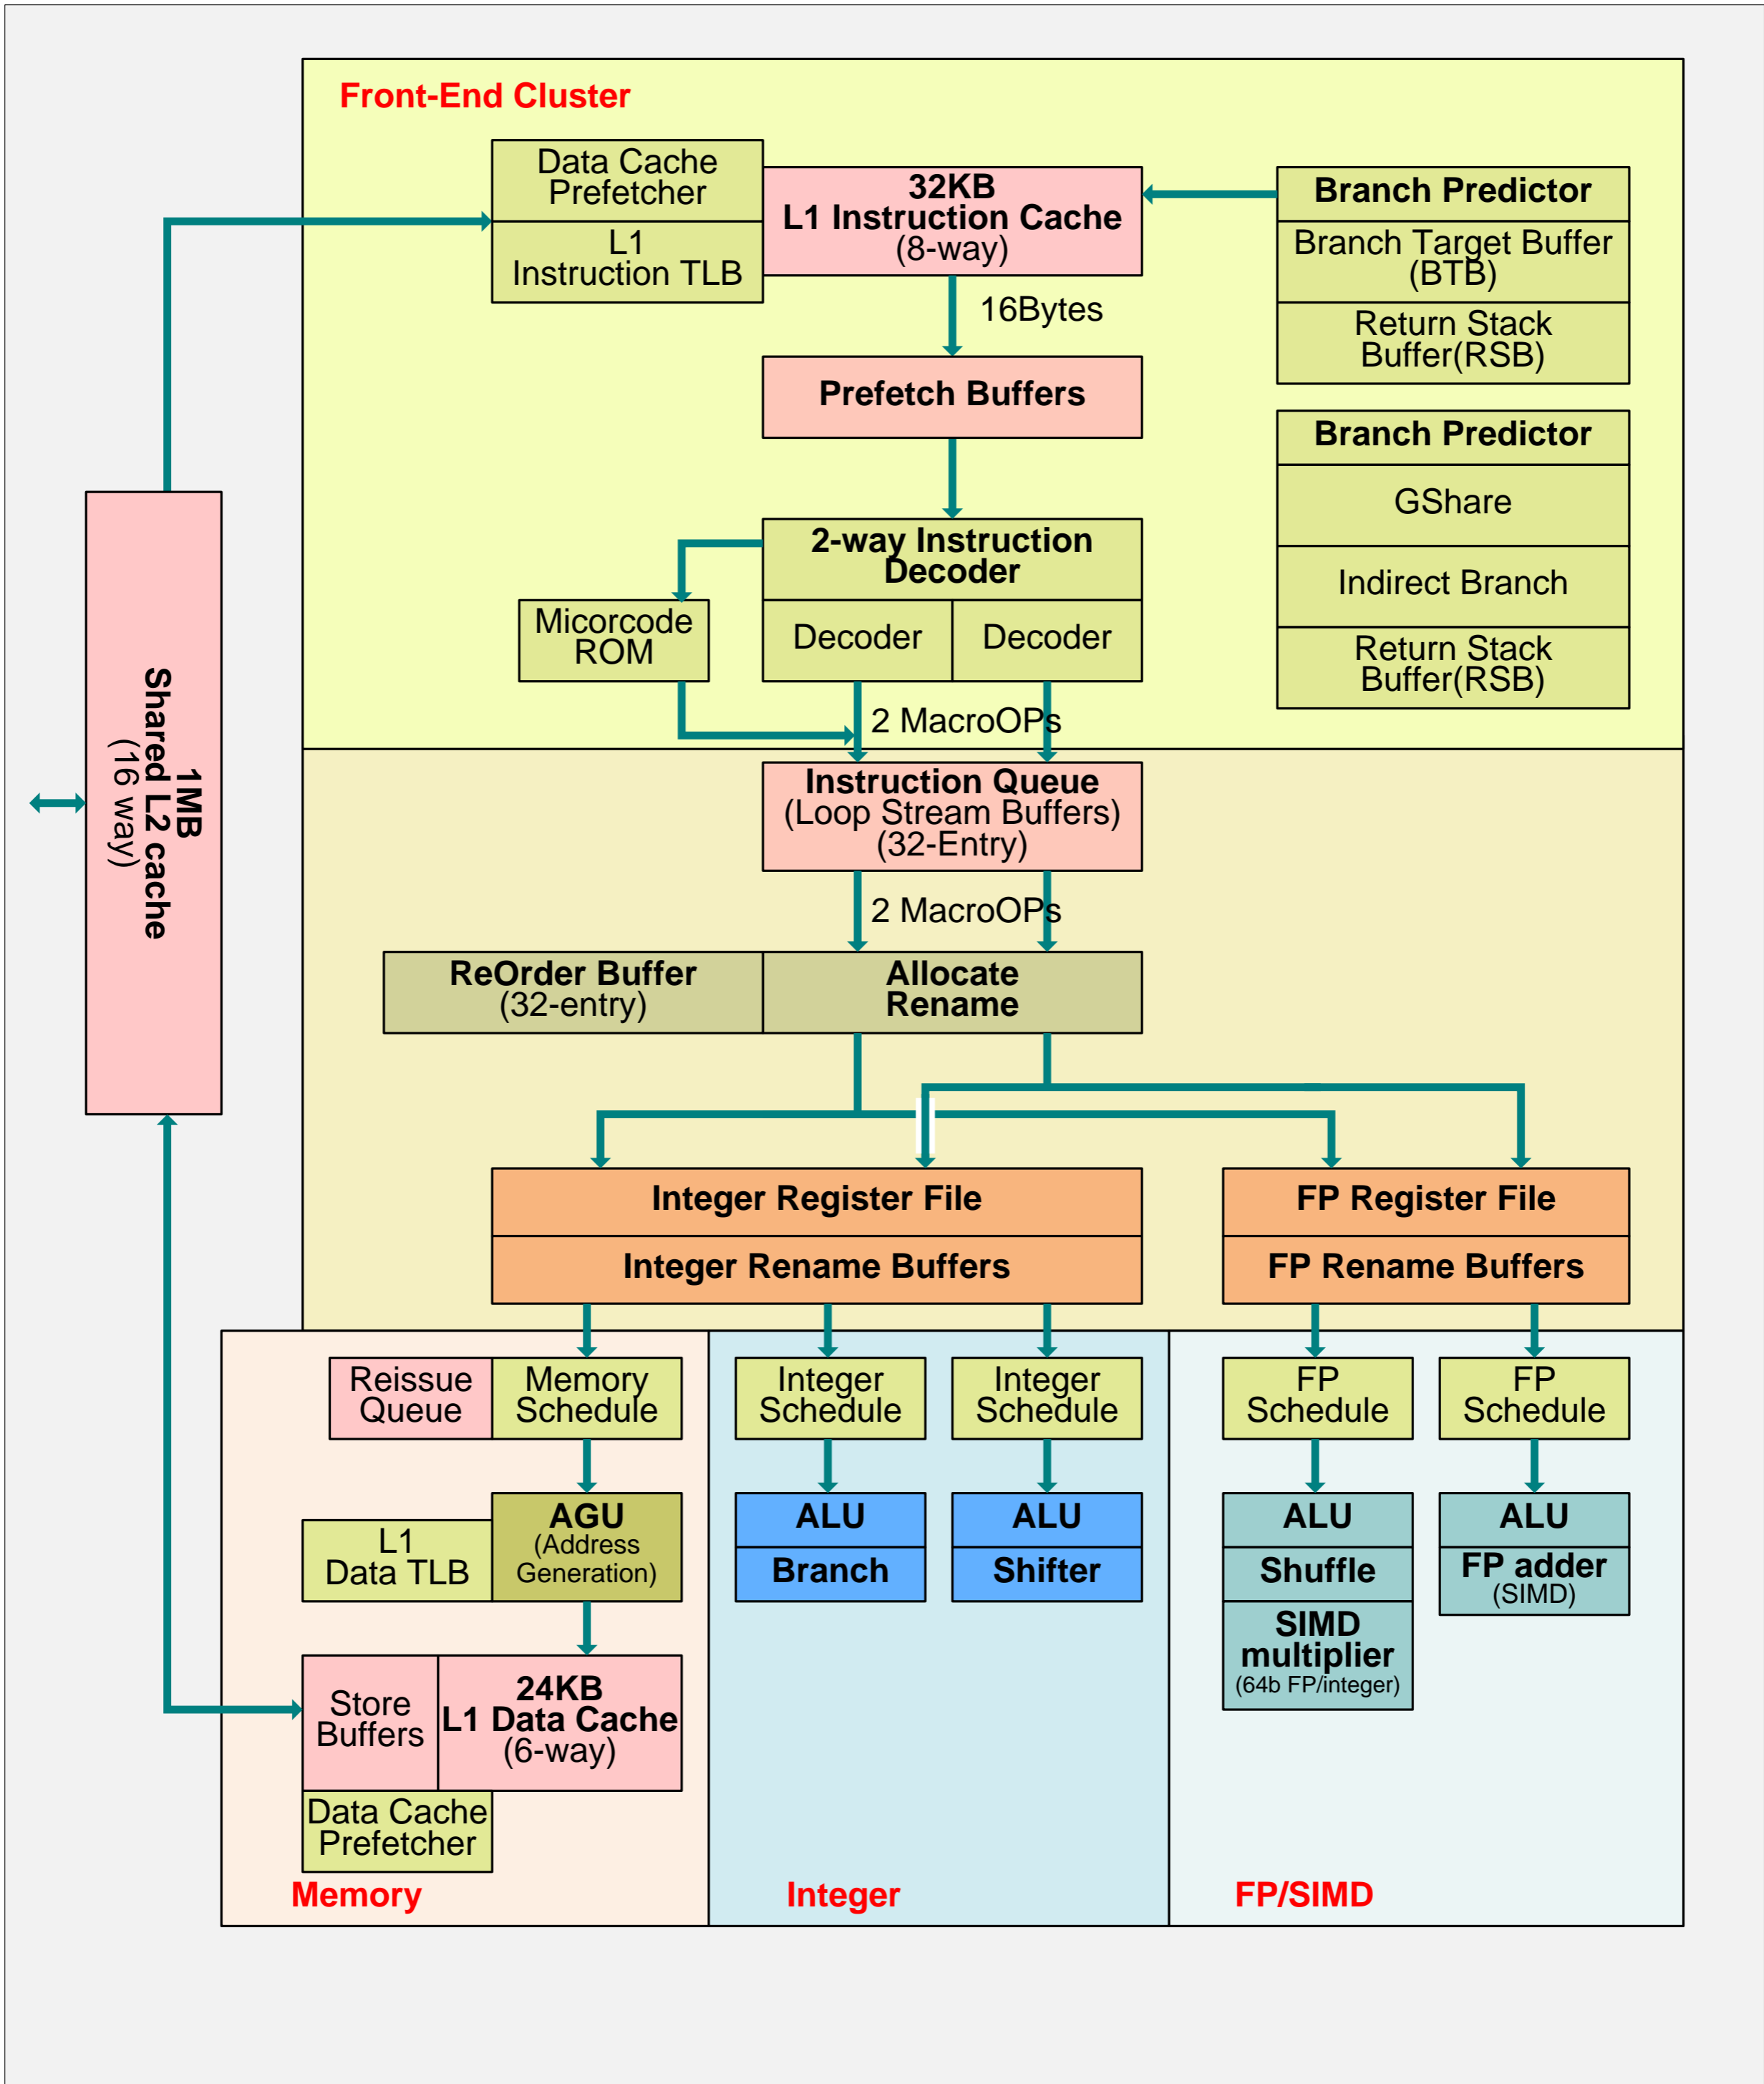 Front-End Cluster
Data Cache
Prefetcher
L1
Instruction TLB
32KB
L1 Instruction Cache
(8-way)
Branch Predictor
Branch Target Buffer
(BTB)
Return Stack
Buffer(RSB)
16Bytes
Prefetch Buffers
Branch Predictor
GShare
Indirect Branch
Return Stack
Buffer(RSB)
2-way Instruction
Decoder
Decoder
Decoder
Micorcode
ROM
2 MacroOPs
1MB
Shared L2 cache
(16 way)
Instruction Queue
(Loop Stream Buffers)
(32-Entry)
2 MacroOPs
ReOrder Buffer
(32-entry)
Allocate
Rename
Integer Register File
Integer Rename Buffers
FP Register File
FP Rename Buffers
Reissue
Queue
Memory
Schedule
L1
Data TLB
AGU
(Address
Generation)
Store
Buffers
24KB
L1 Data Cache
(6-way)
Data Cache
Prefetcher
Memory
Integer
Schedule
Integer
Schedule
ALU
Branch
ALU
Shifter
Integer
FP
Schedule
FP
Schedule
ALU
Shuffle
SIMD
multiplier
(64b FP/integer)
ALU
FP adder
(SIMD)
FP/SIMD